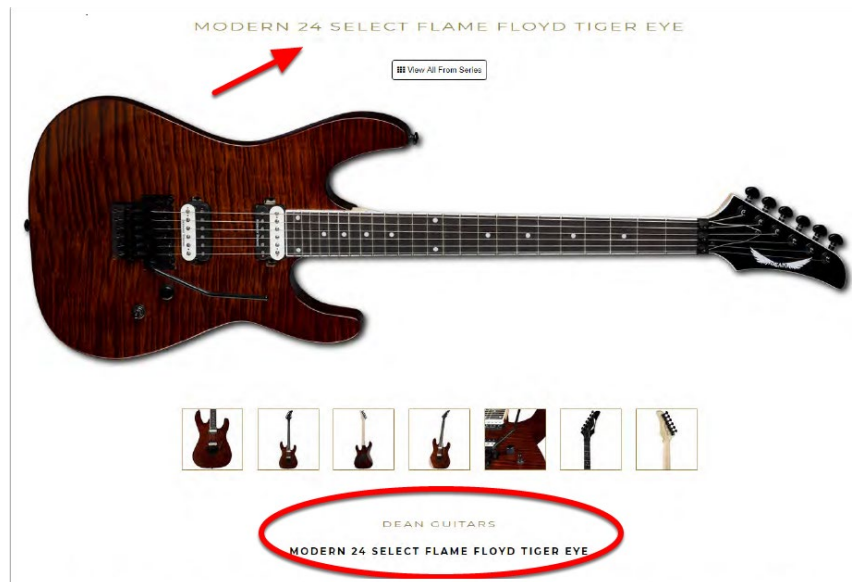 MODERN 24 SELECT FLAME FLOYD TIGER EYE
View All From Series
DEAN
DEAN GUITARS
MODERN 24 SELECT FLAME FLOYD TIGER EYE